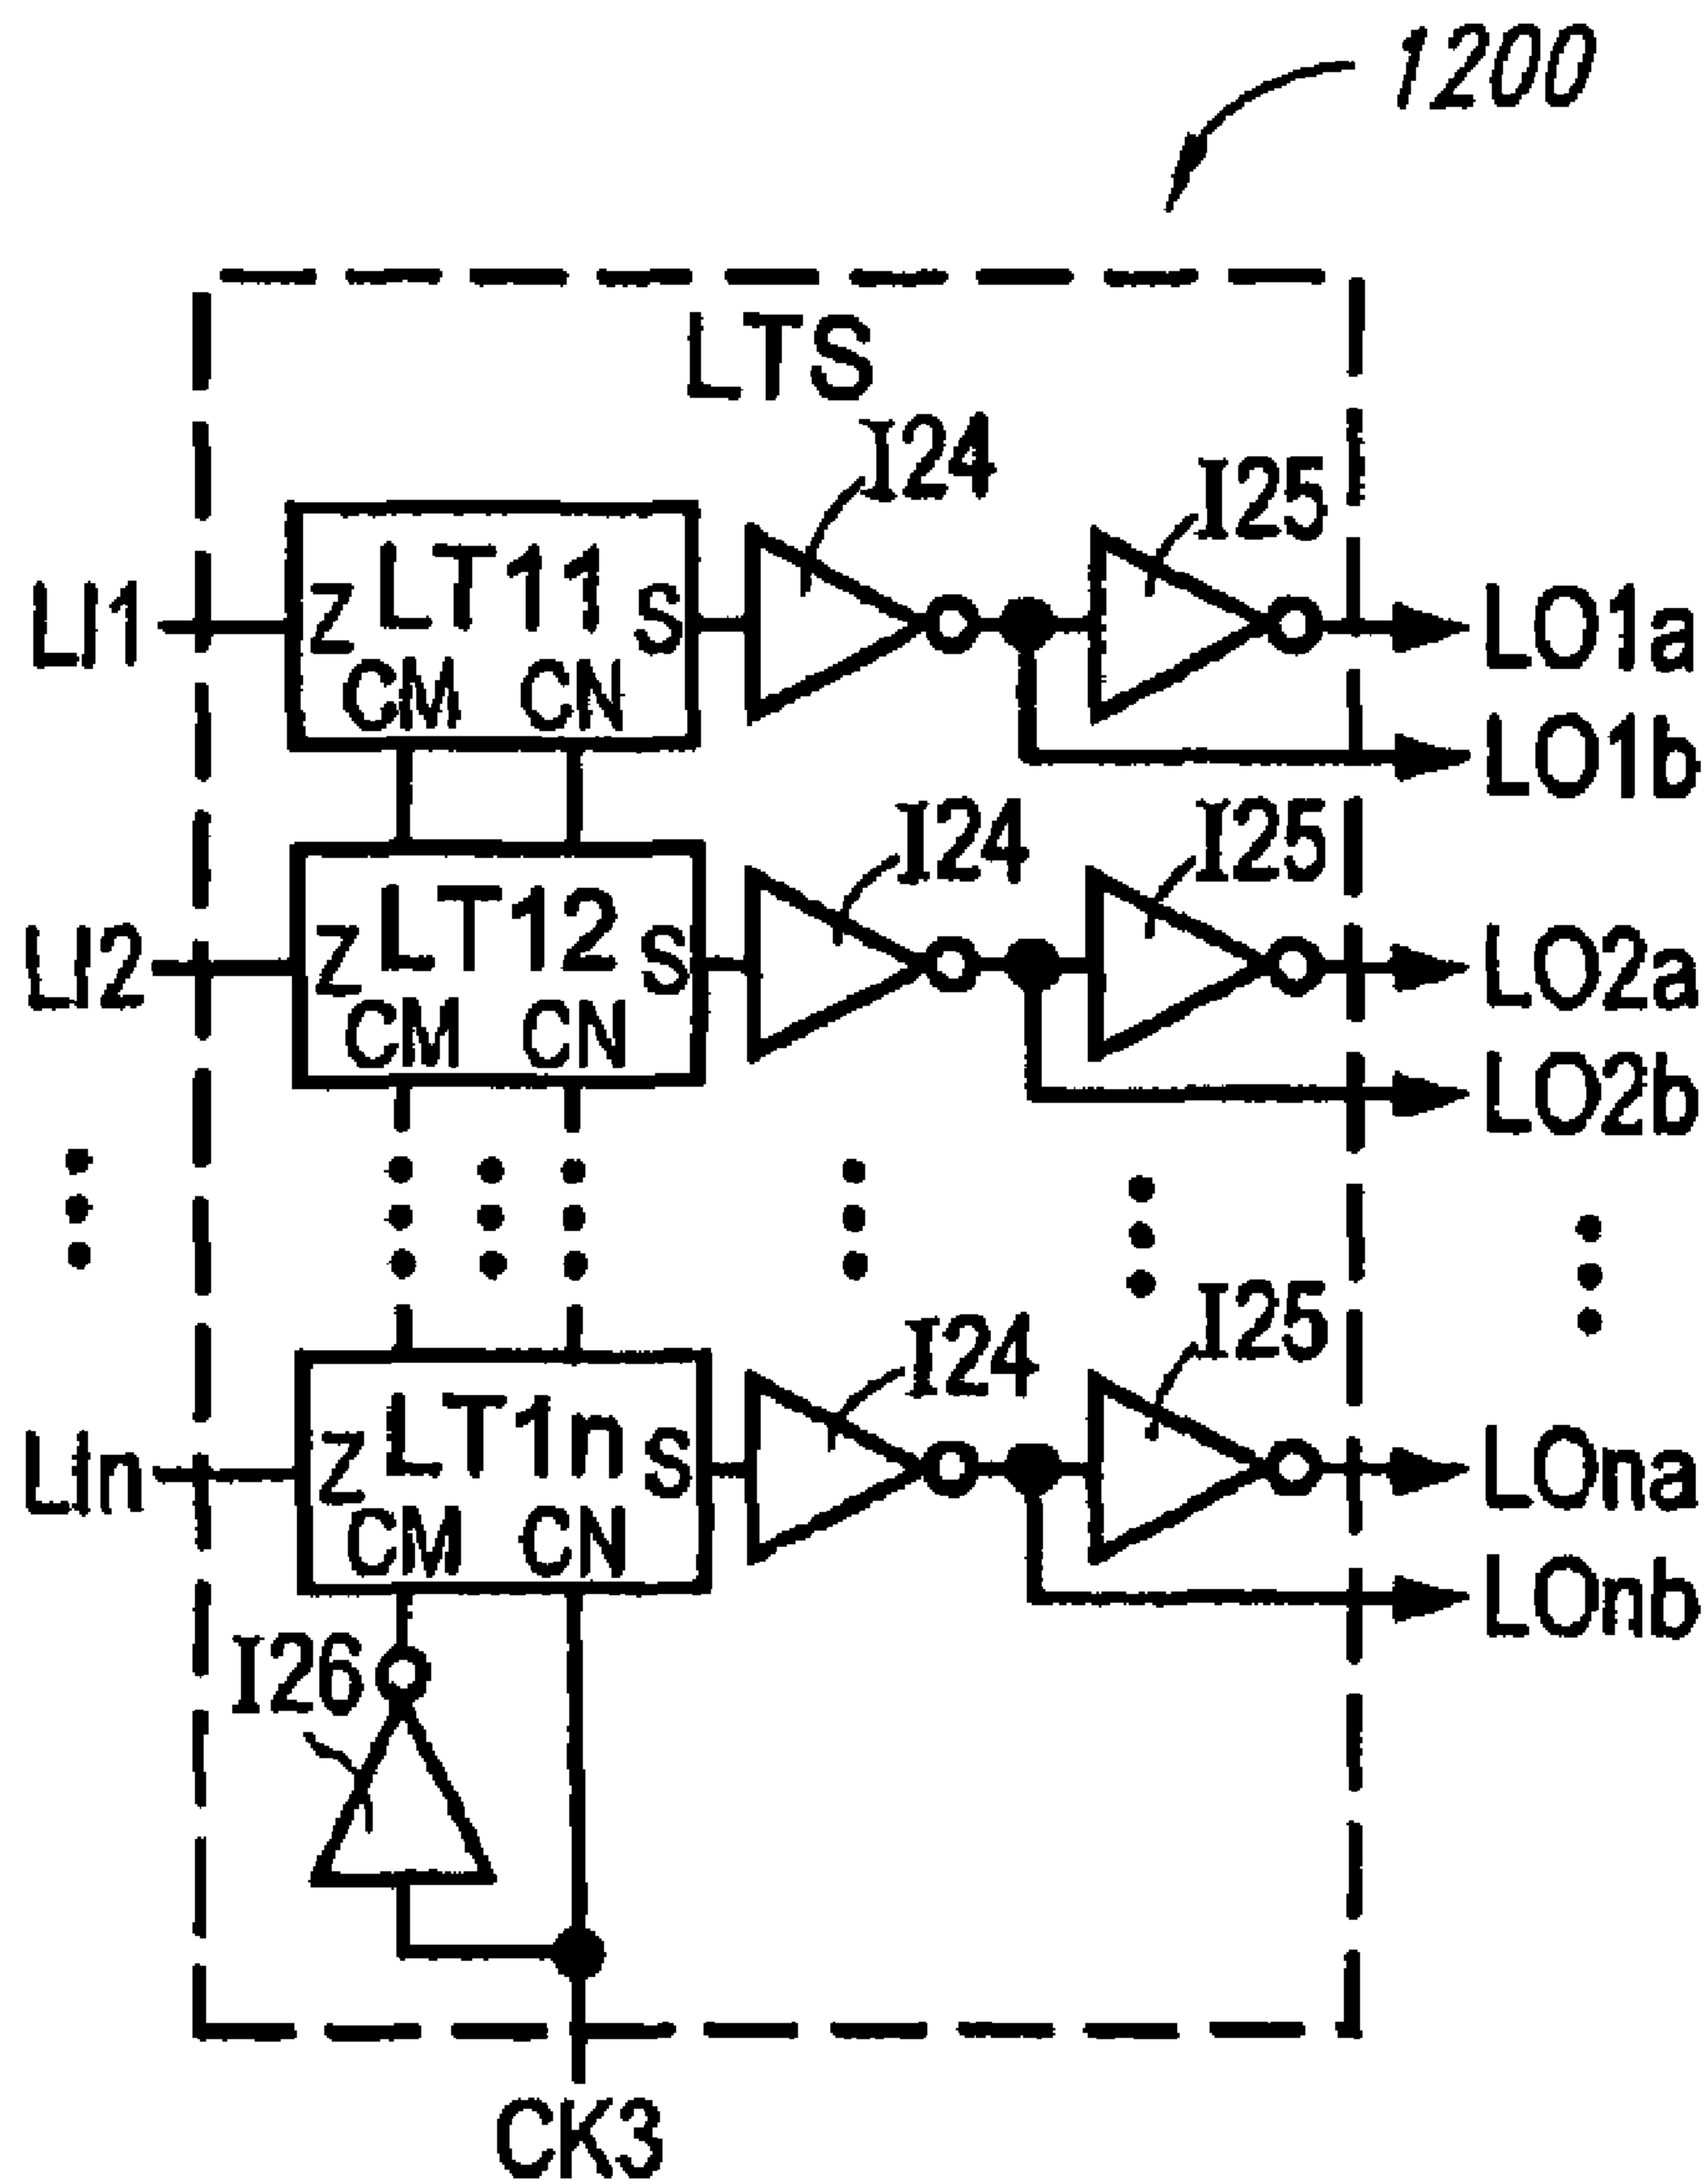 1200
LTS
I24
I25
LI1
Z
LT11
S
CM
CN
LO1a
LO1b
I24
I25
LI2
Z
LT12
S
CM
CN
LO2a
LO2b
I24
I25
LIn
Z
LT1n
S
CM
CN
LOna
LOnb
I26
CK3